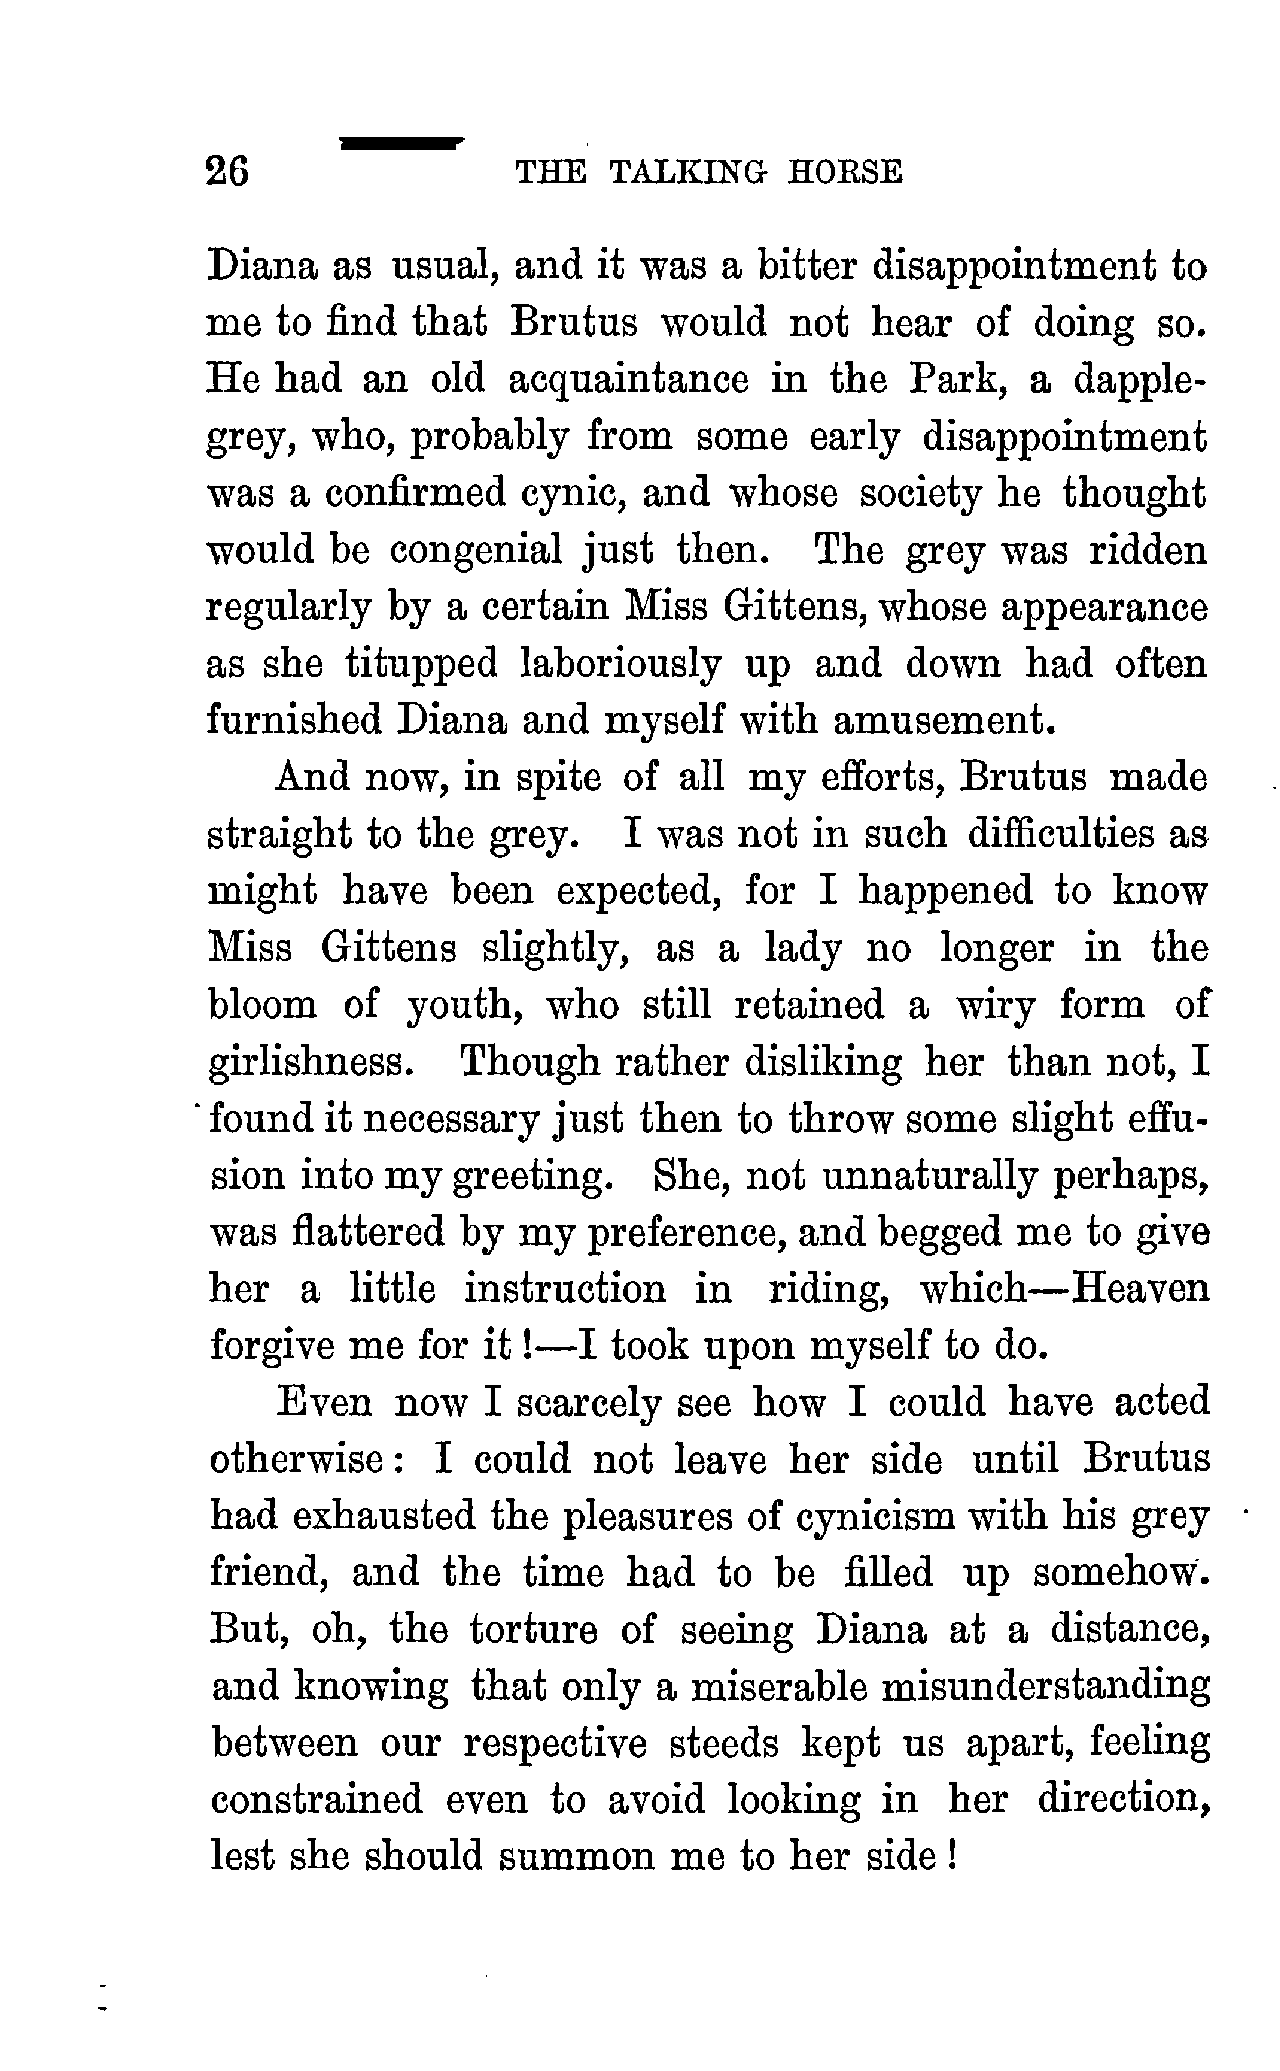 26 THE TALKING HORSE
Diana as usual, and it was a bitter disappointment to
me to find that Brutus would not hear of doing so.
He had an old acquaintance in the Park, a dapple-
grey, who, probably from some early disappointment
was a confirmed cynic, and whose society he thought
would be congenial just then. The grey was ridden
regularly by a certain Miss Gittens, whose appearance
as she titupped laboriously up and down had often
furnished Diana and myself with amusement.
And now, in spite of all my efforts, Brutus made
straight to the grey. I was not in such difficulties as
might have been expected, for I happened to know
Miss Gittens slightly, as a lady no longer in the
bloom of youth, who still retained a wiry form of
girlishness. Though rather disliking her than not, I
found it necessary just then to throw some slight effu-
sion into my greeting. She, not unnaturally perhaps,
was flattered by my preference, and begged me to give
her a little instruction in riding, which—Heaven
forgive me for it !—I took upon myself to do.
Even now I scarcely see how I could have acted
otherwise : I could not leave her side until Brutus
had exhausted the pleasures of cynicism with his grey
friend, and the time had to be filled up somehow.
But, oh, the torture of seeing Diana at a distance,
and knowing that only a miserable misunderstanding
between our respective steeds kept us apart, feeling
constrained even to avoid looking in her direction,
lest she should summon me to her side !